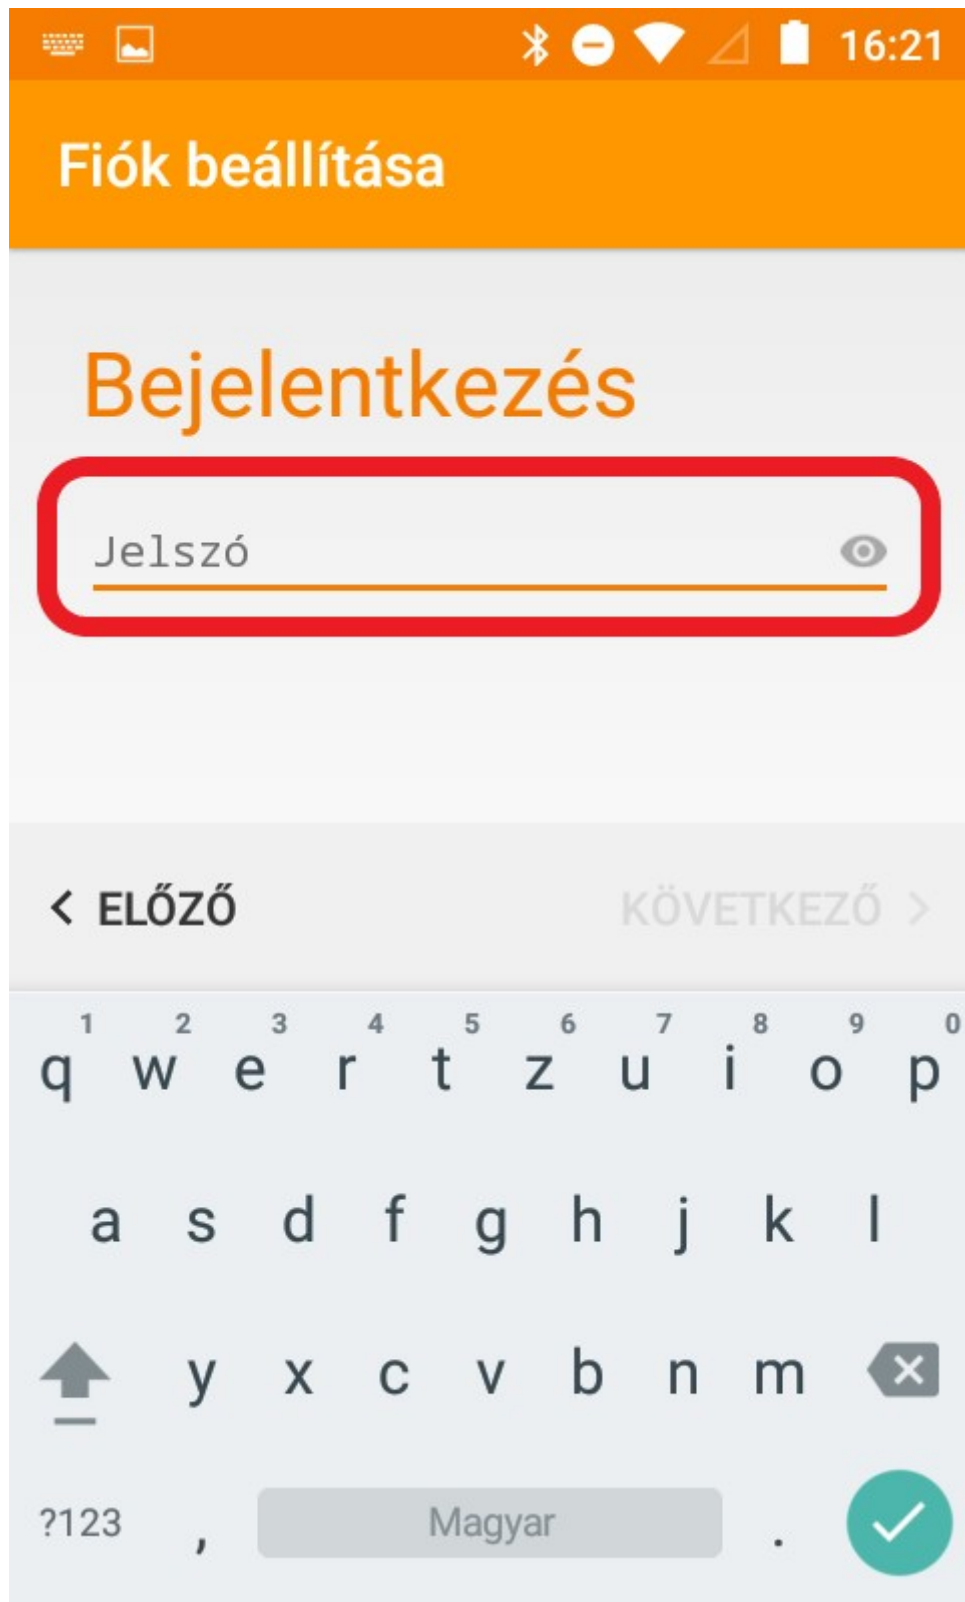 16:21
Fiók beállítása
Bejelentkezés
Jelszó
< ELŐZŐ KÖVETKEZŐ >
1 2 3 4 5 6 7 8 9 0
q w e r t z u i o p
a s d f g h j k l
y x c v b n m
?123 , Magyar .